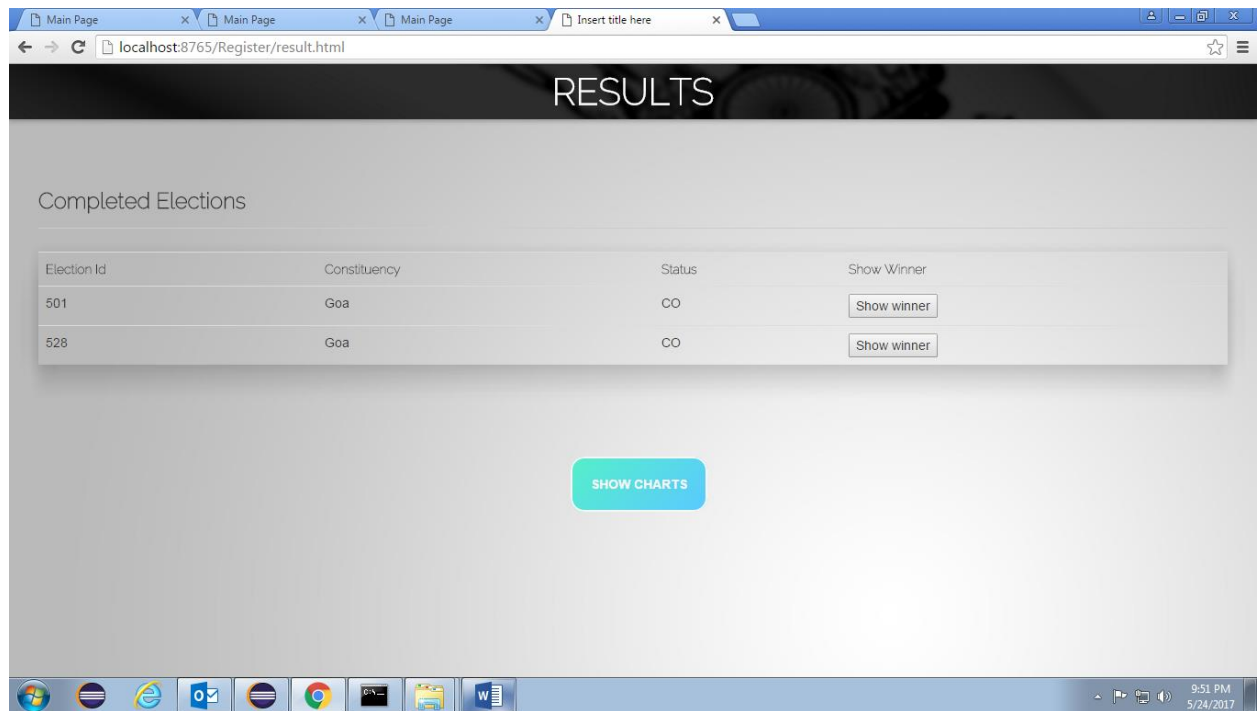 Main Page Main Page Main Page Insert title here
localhost:8765/Register/result.html
RESULTS
Completed Elections
Election Id Constituency Status Show Winner
501 Goa CO Show winner
528 Goa CO Show winner
SHOW CHARTS
9:51 PM
5/24/2017